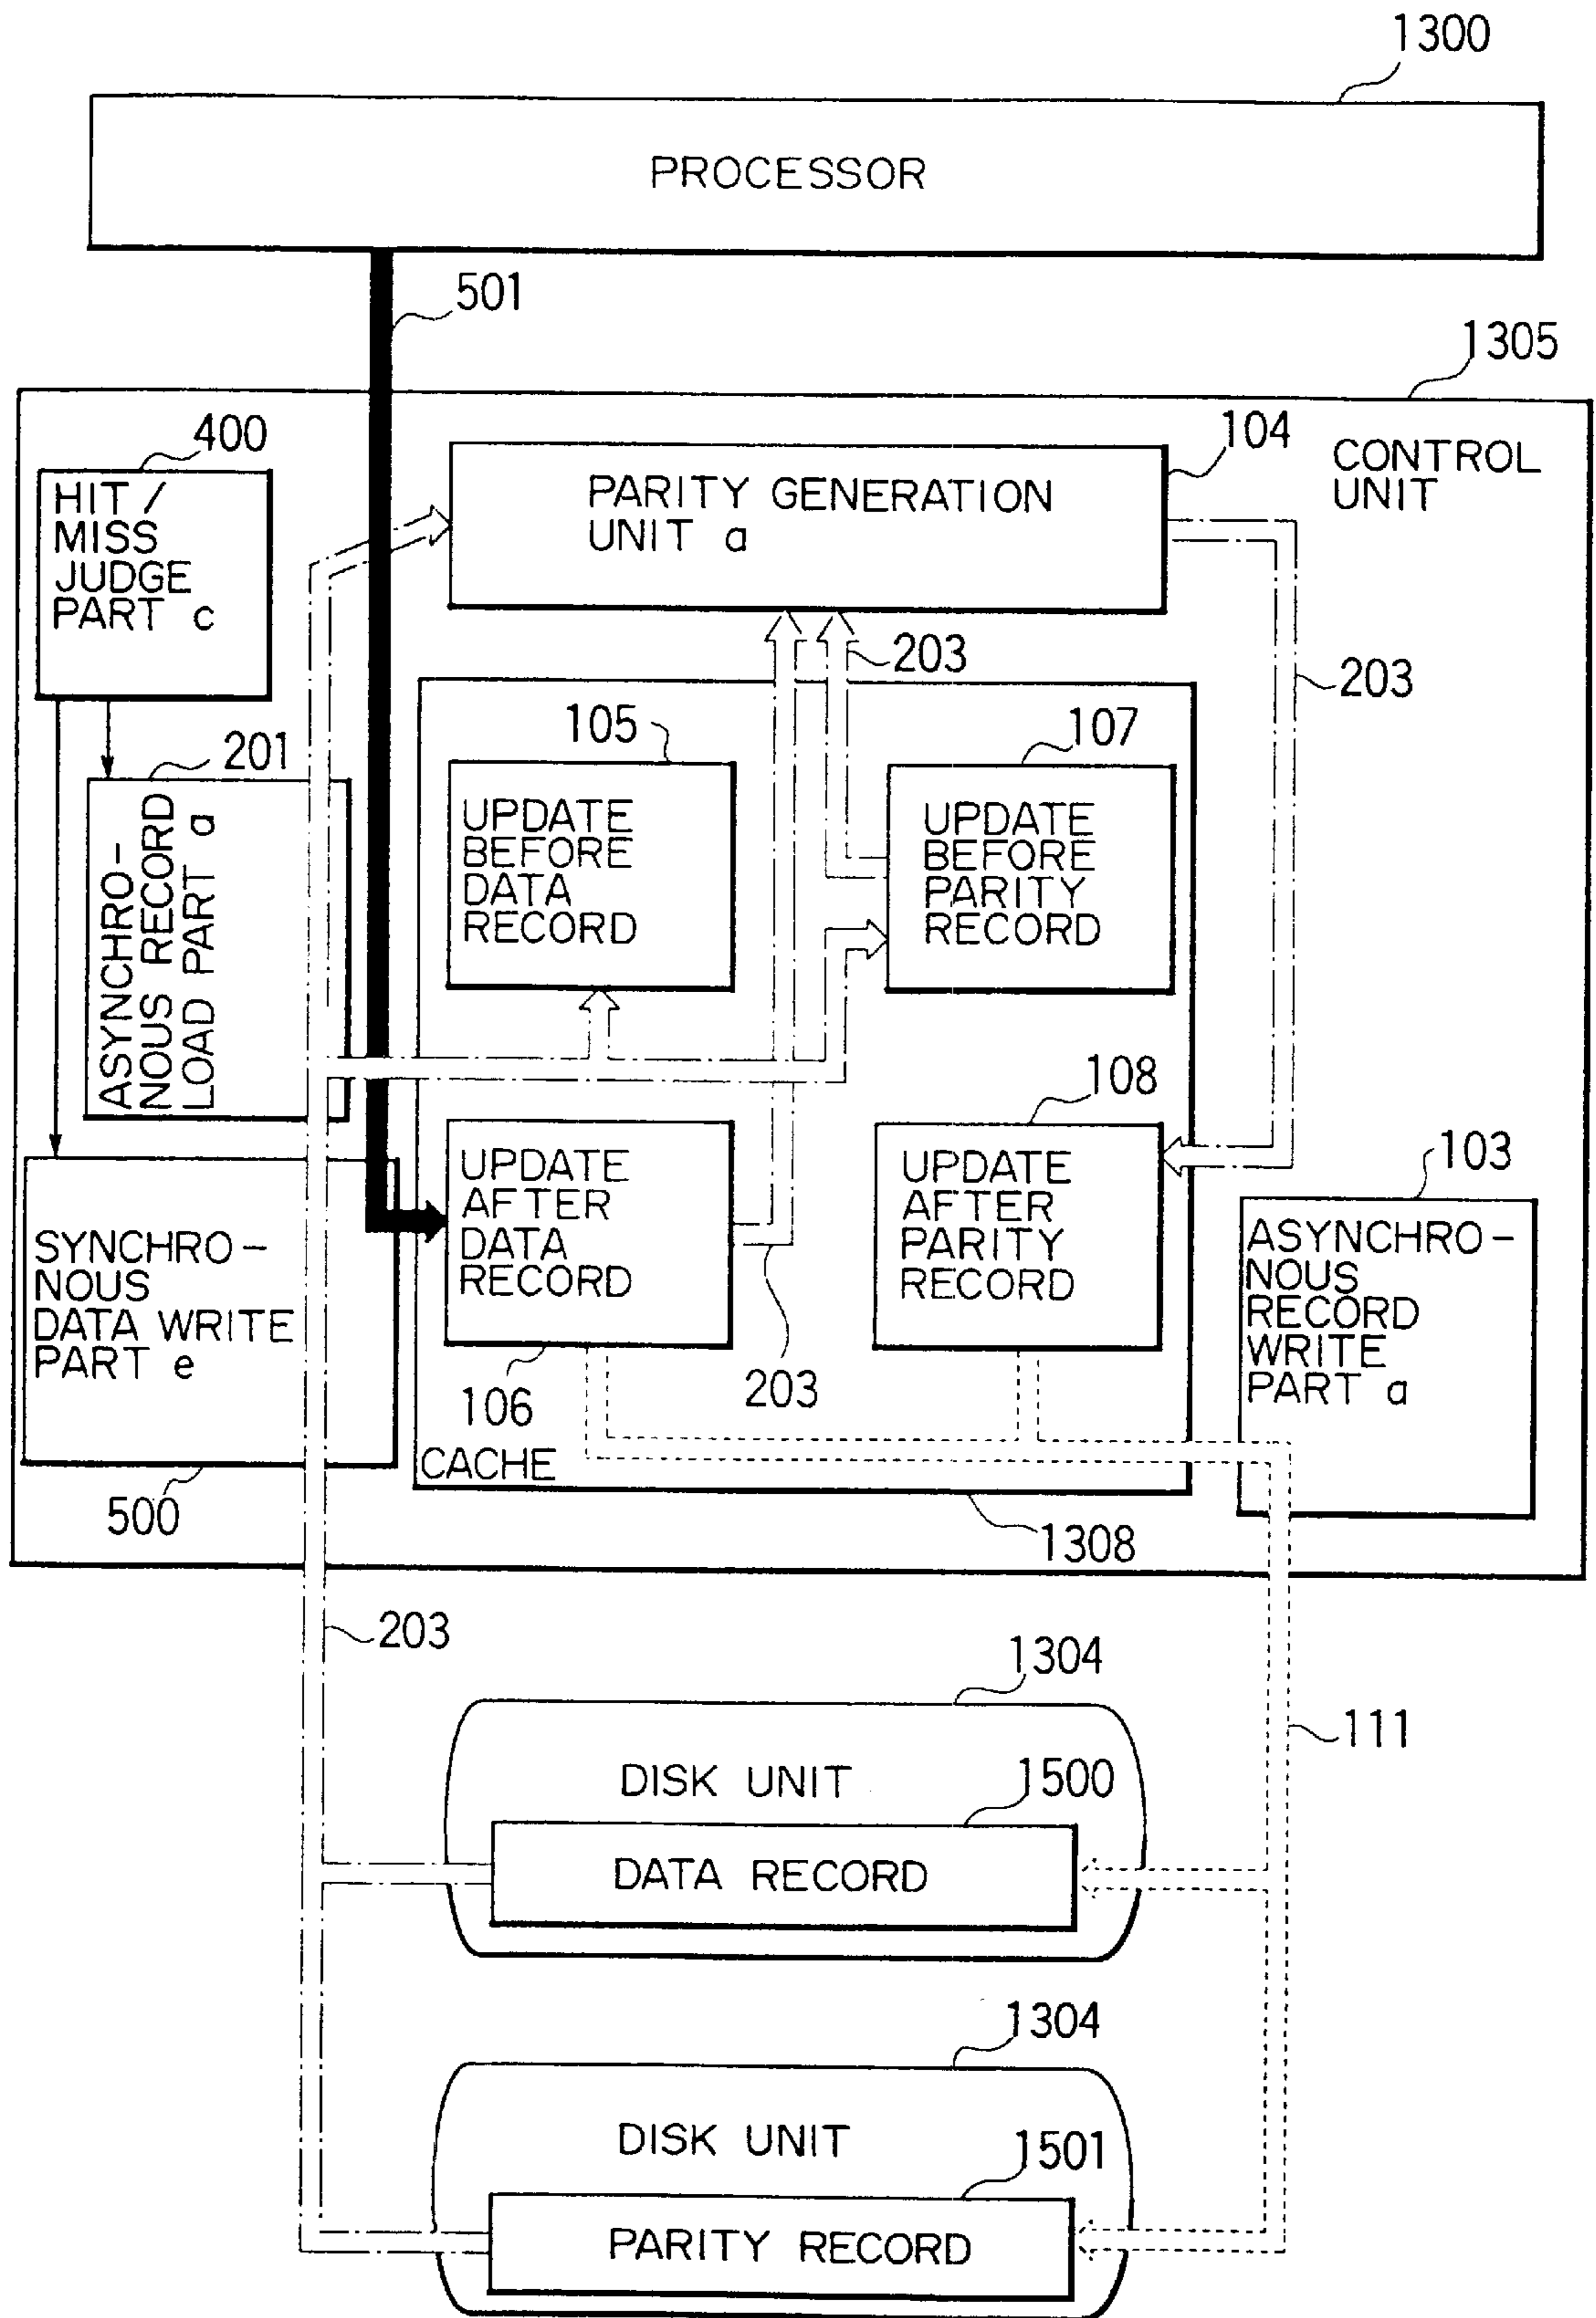 1300
PROCESSOR
501
1305
400
104
CONTROL
UNIT
HIT /
MISS
JUDGE
PART c
PARITY GENERATION
UNIT a
203
203
105
107
201
ASYNCHRO-
NOUS RECORD
LOAD PART a
UPDATE
BEFORE
DATA
RECORD
UPDATE
BEFORE
PARITY
RECORD
108
103
UPDATE
AFTER
DATA
RECORD
UPDATE
AFTER
PARITY
RECORD
SYNCHRO-
NOUS
DATA WRITE
PART e
ASYNCHRO-
NOUS
RECORD
WRITE
PART a
203
106
CACHE
500
1308
203
1304
111
DISK UNIT
1500
DATA RECORD
1304
DISK UNIT
1501
PARITY RECORD